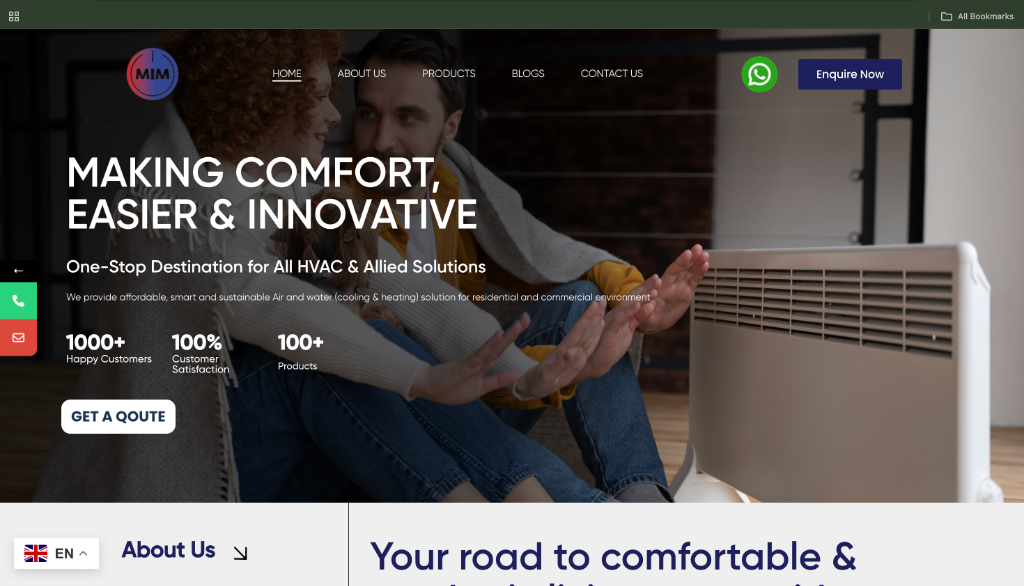 All Bookmarks
MIM
HOME
ABOUT US
PRODUCTS
BLOGS
CONTACT US
Enquire Now
MAKING COMFORT,
EASIER & INNOVATIVE
One-Stop Destination for All HVAC & Allied Solutions
We provide affordable, smart and sustainable Air and water (cooling & heating) solution for residential and commercial environment
1000+
Happy Customers
100%
Customer
Satisfaction
100+
Products
GET A QOUTE
EN
About Us
Your road to comfortable &